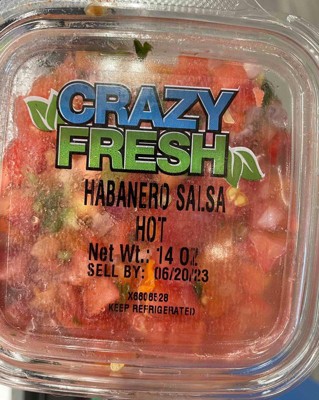 CRAZY
FRESH
HABANERO SALSA
HOT
Net Wt.: 14 OZ
SELL BY: 06/20/23
KEEP REFRIGERATED